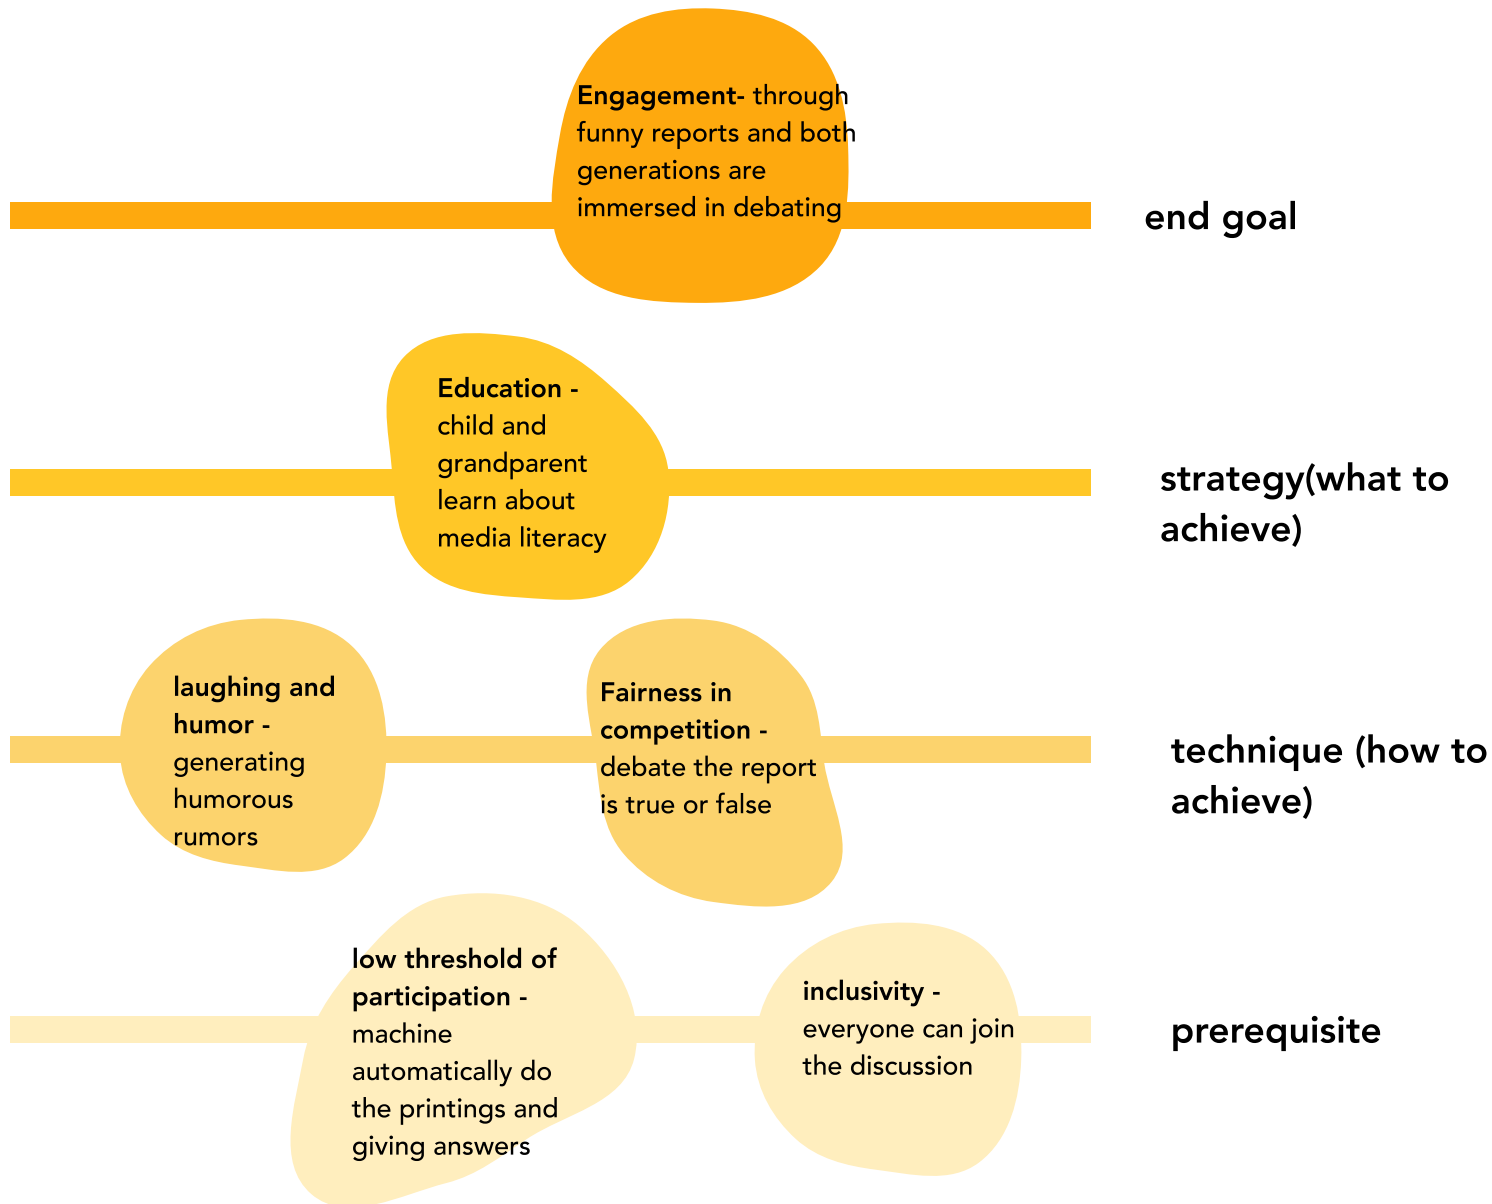 Engagement- through
funny reports and both
generations are
immersed in debating
end goal
Education -
child and
grandparent
learn about
media literacy
strategy(what to
achieve)
laughing and
humor -
generating
humorous
rumors
Fairness in
competition -
debate the report
is true or false
technique (how to
achieve)
low threshold of
participation -
machine
automatically do
the printings and
giving answers
inclusivity -
everyone can join
the discussion
prerequisite